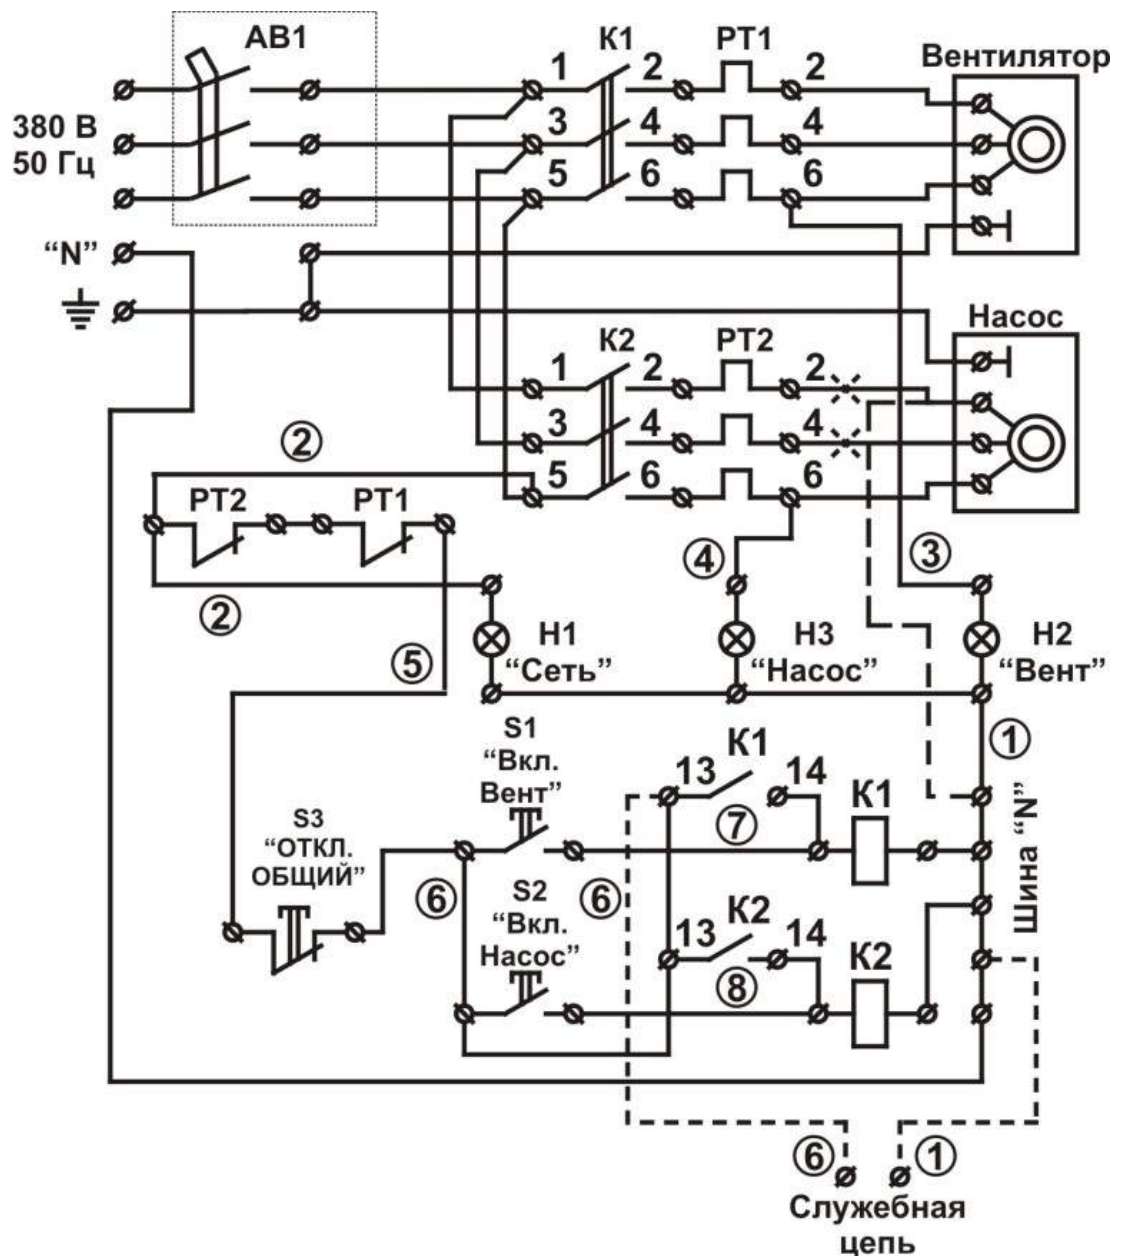 АВ1
К1
РТ1
Вентилятор
1
2
2
380 В
50 Гц
3
4
4
5
6
6
“N”
К2
РТ2
Насос
1
2
2
3
4
4
5
6
6
2
РТ2
РТ1
4
3
2
Н1
“Сеть”
Н3
“Насос”
Н2
“Вент”
5
1
S1
“Вкл.
Вент”
К1
13
14
К1
7
S3
“ОТКЛ.
ОБЩИЙ”
Шина “N”
6
S2
“Вкл.
Насос”
6
К2
13
14
К2
8
6
1
Служебная
цепь